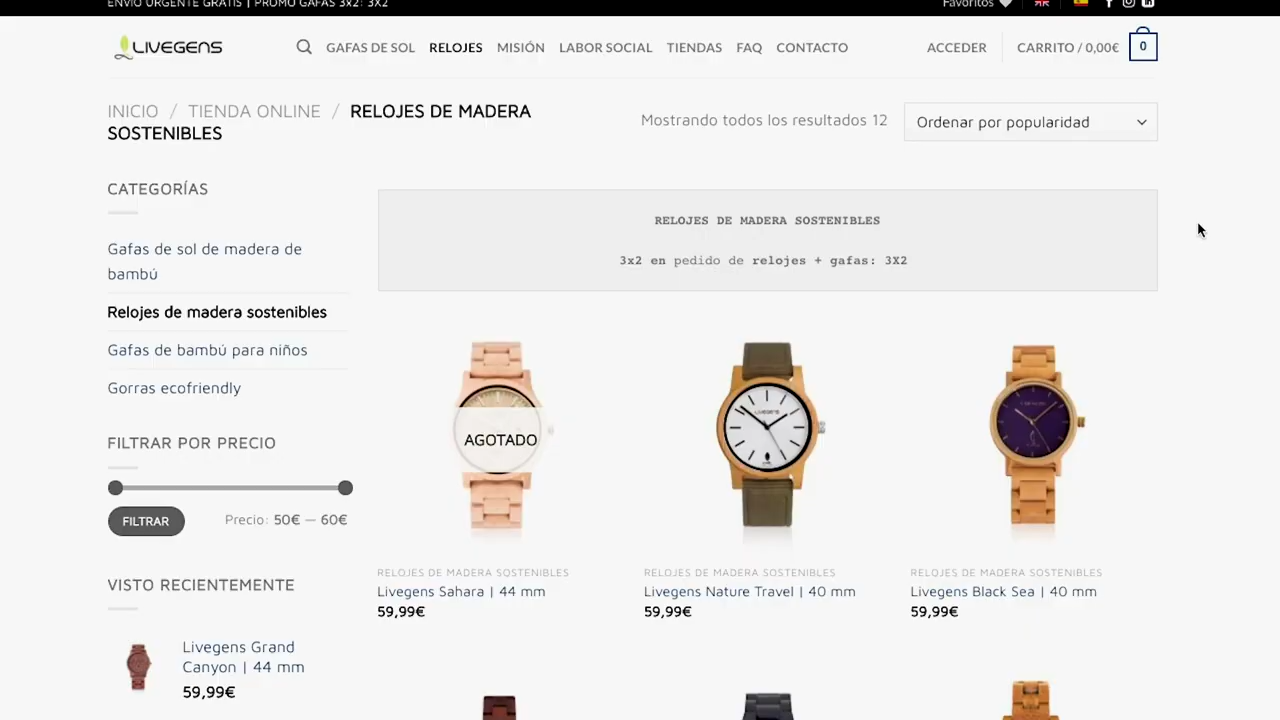 ENVÍO URGENTE GRATIS | PROMO GAFAS 3x2: 3X2
Favoritos
LIVEGENS
GAFAS DE SOL
RELOJES
MISIÓN
LABOR SOCIAL
TIENDAS
FAQ
CONTACTO
ACCEDER
CARRITO / 0,00€
0
INICIO / TIENDA ONLINE / RELOJES DE MADERA
SOSTENIBLES
Mostrando todos los resultados 12
Ordenar por popularidad
CATEGORÍAS
Gafas de sol de madera de
bambú
Relojes de madera sostenibles
Gafas de bambú para niños
Gorras ecofriendly
FILTRAR POR PRECIO
FILTRAR
Precio: 50€ — 60€
VISTO RECIENTEMENTE
Livegens Grand
Canyon | 44 mm
59,99€
RELOJES DE MADERA SOSTENIBLES
3x2 en pedido de relojes + gafas: 3X2
AGOTADO
LIVEGENS
RELOJES DE MADERA SOSTENIBLES
Livegens Sahara | 44 mm
59,99€
RELOJES DE MADERA SOSTENIBLES
Livegens Nature Travel | 40 mm
59,99€
RELOJES DE MADERA SOSTENIBLES
Livegens Black Sea | 40 mm
59,99€